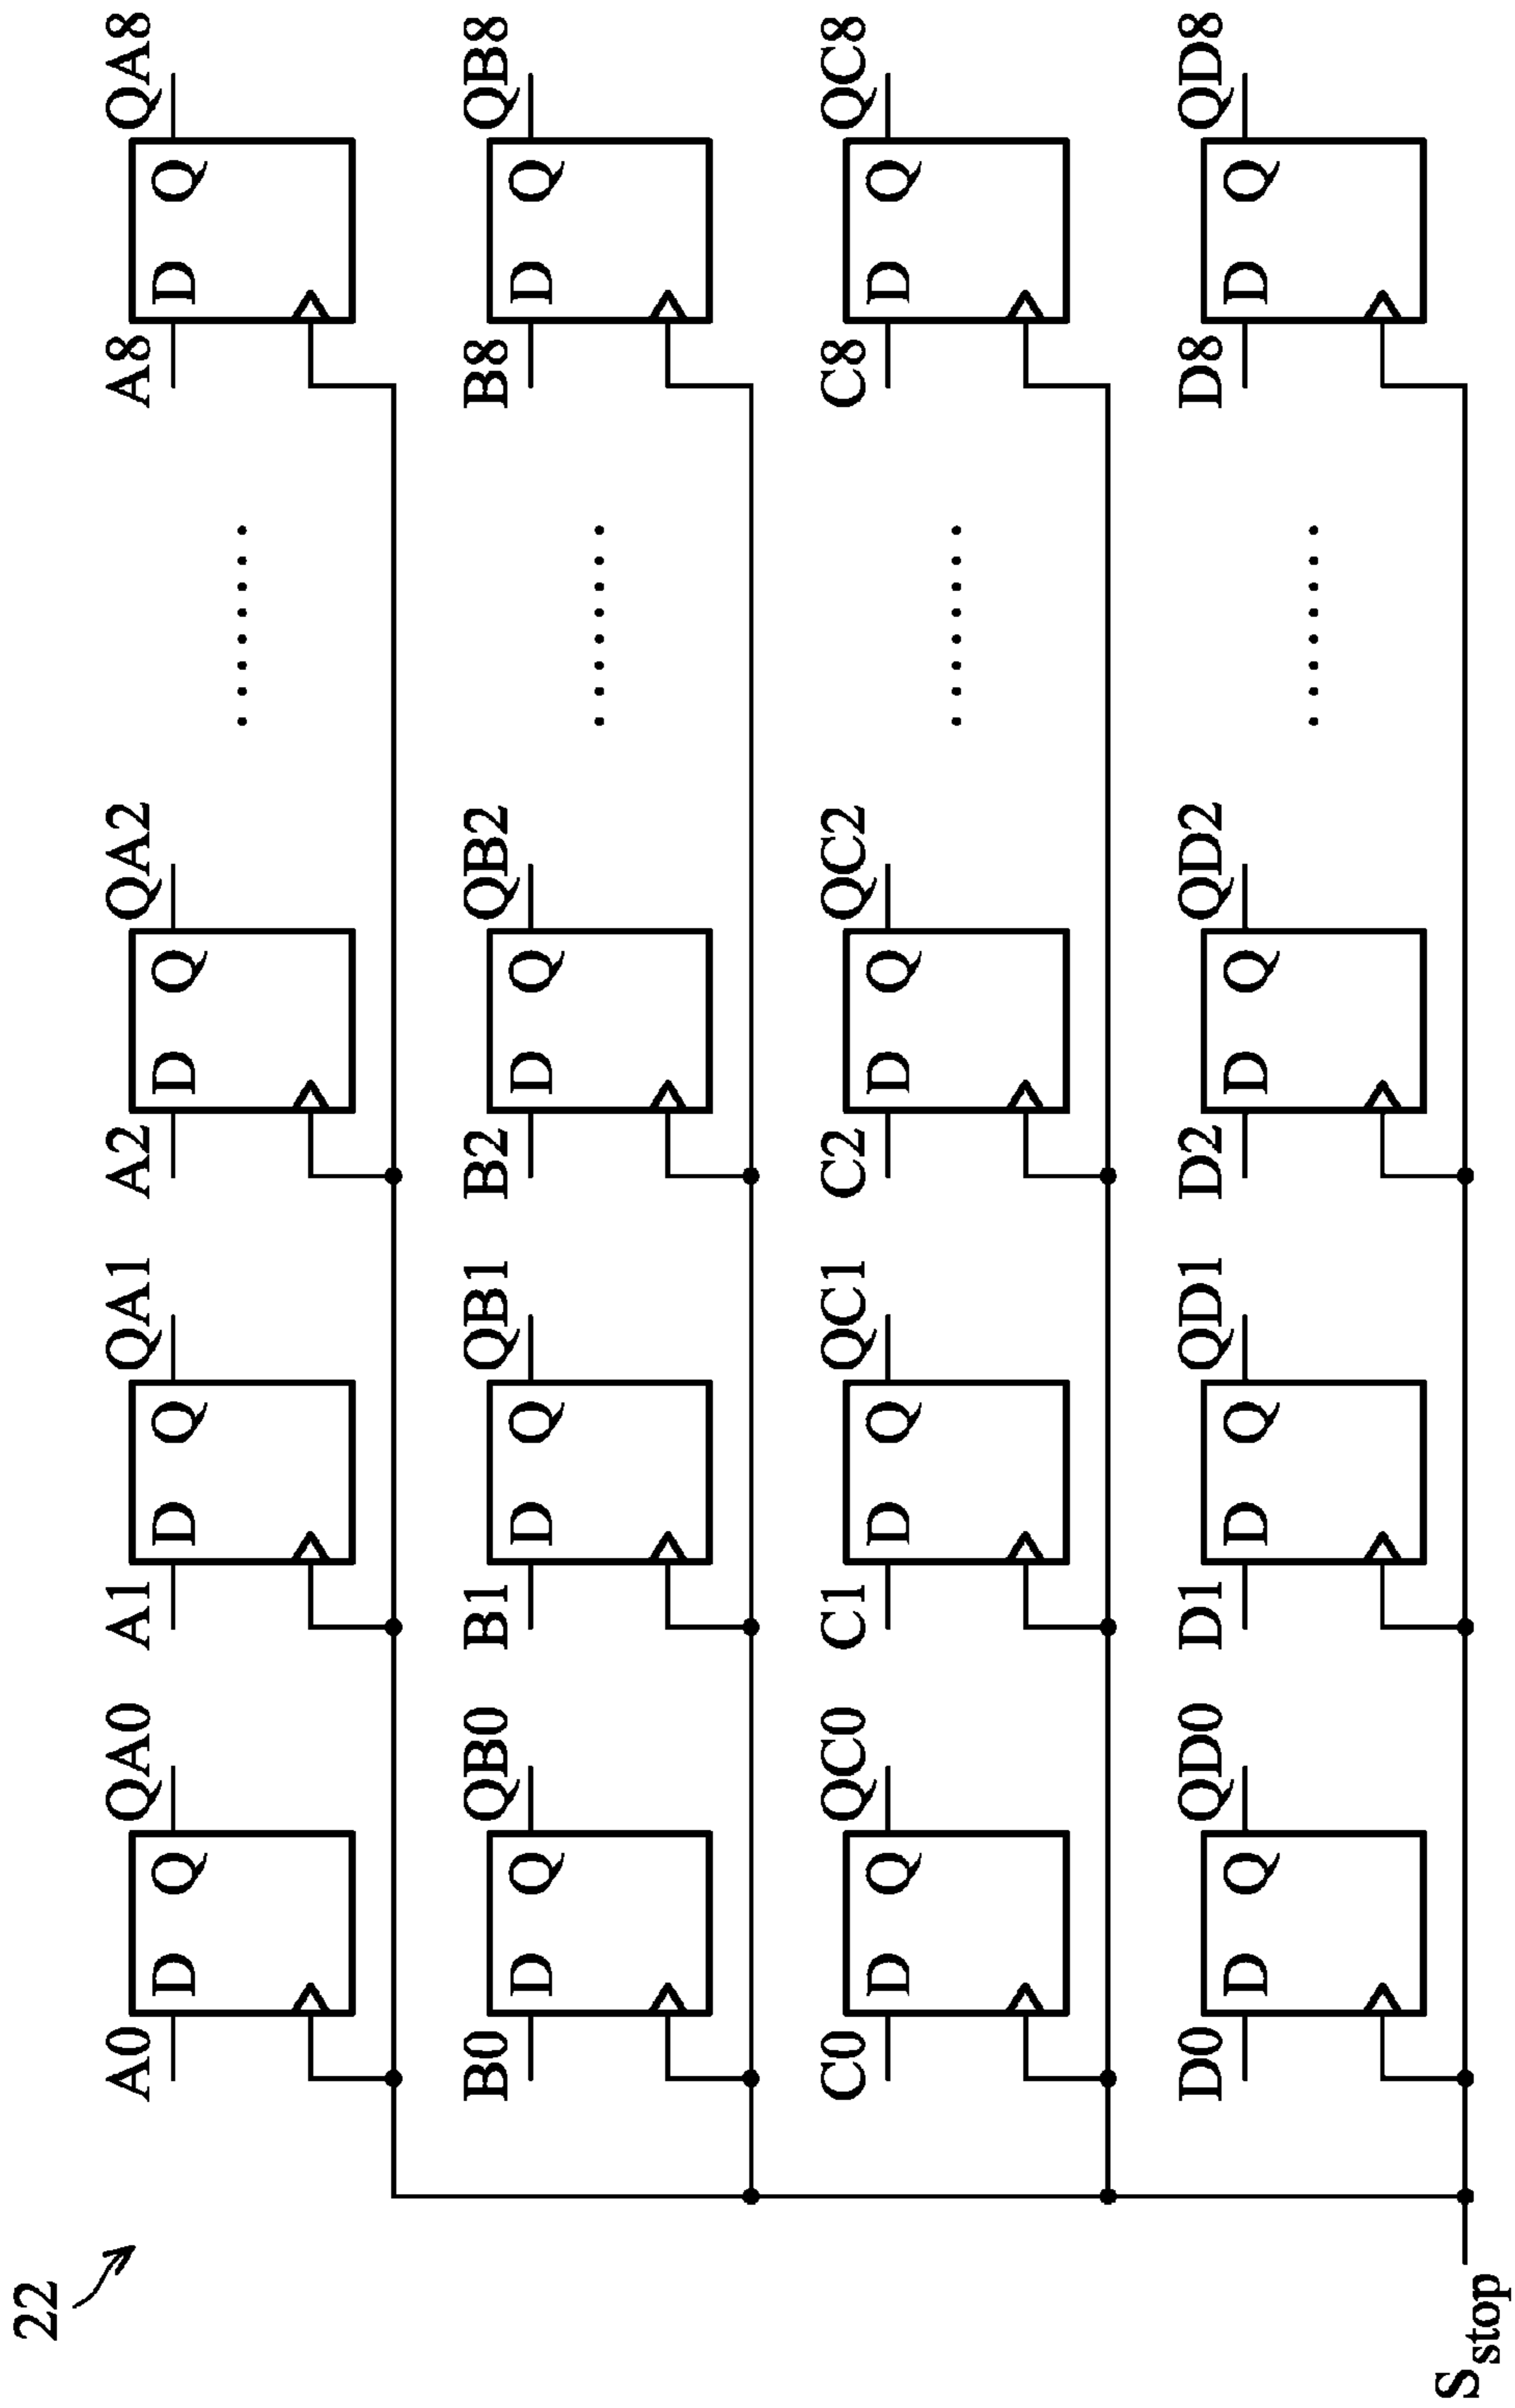 22
QA0 QA1 QA2 QA8
A0 D Q A1 D Q A2 D Q A8 D Q
QB0 QB1 QB2 QB8
B0 D Q B1 D Q B2 D Q B8 D Q
QC0 QC1 QC2 QC8
C0 D Q C1 D Q C2 D Q C8 D Q
QD0 QD1 QD2 QD8
D0 D Q D1 D Q D2 D Q D8 D Q
Sstop